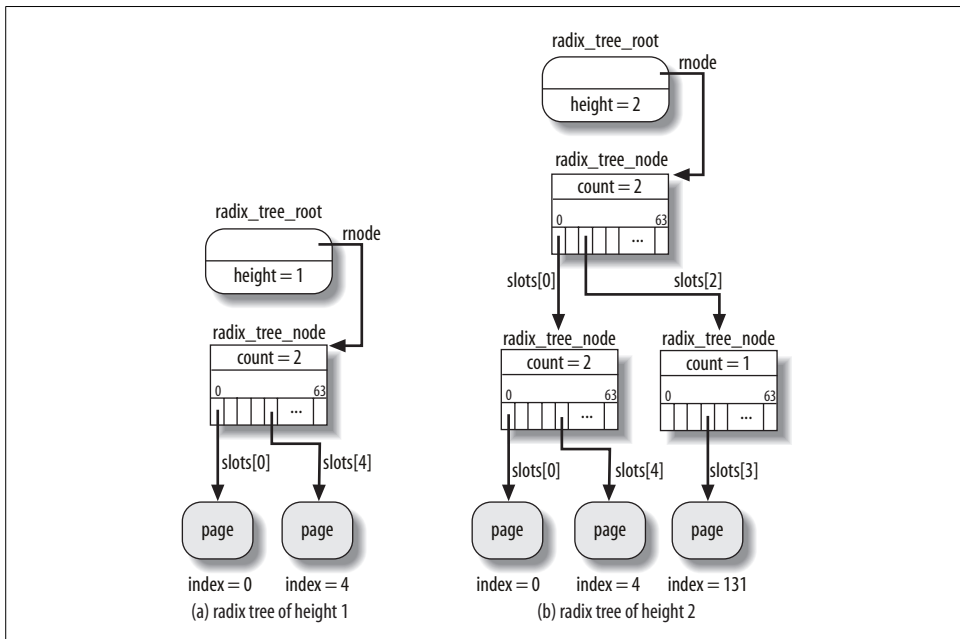 radix_tree_root
rnode
height = 1
radix_tree_node
count = 2
0 63
...
slots[0] slots[4]
page page
index = 0 index = 4
(a) radix tree of height 1
radix_tree_root
rnode
height = 2
radix_tree_node
count = 2
0 63
...
slots[0] slots[2]
radix_tree_node radix_tree_node
count = 2 count = 1
0 63 0 63
... ...
slots[0] slots[4] slots[3]
page page page
index = 0 index = 4 index = 131
(b) radix tree of height 2